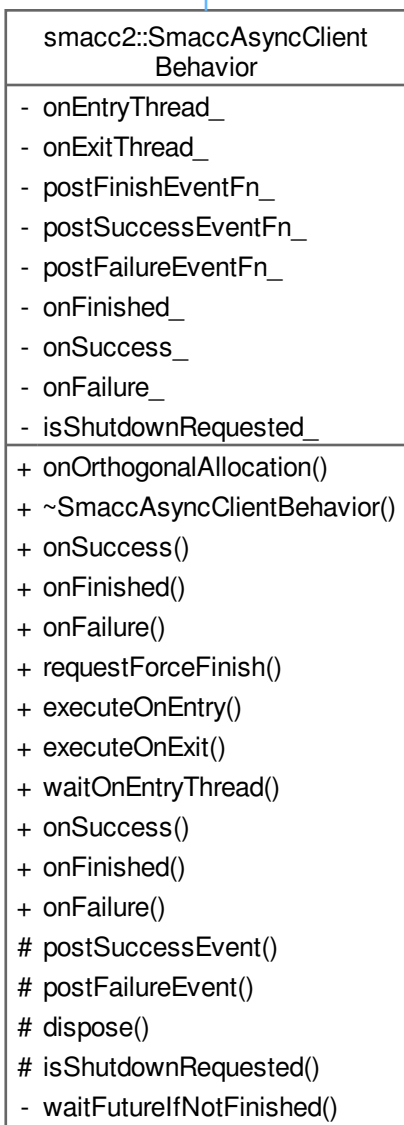 smacc2::SmaccAsyncClient
Behavior
- onEntryThread_
- onExitThread_
- postFinishEventFn_
- postSuccessEventFn_
- postFailureEventFn_
- onFinished_
- onSuccess_
- onFailure_
- isShutdownRequested_
+ onOrthogonalAllocation()
+ ~SmaccAsyncClientBehavior()
+ onSuccess()
+ onFinished()
+ onFailure()
+ requestForceFinish()
+ executeOnEntry()
+ executeOnExit()
+ waitOnEntryThread()
+ onSuccess()
+ onFinished()
+ onFailure()
# postSuccessEvent()
# postFailureEvent()
# dispose()
# isShutdownRequested()
- waitFutureIfNotFinished()